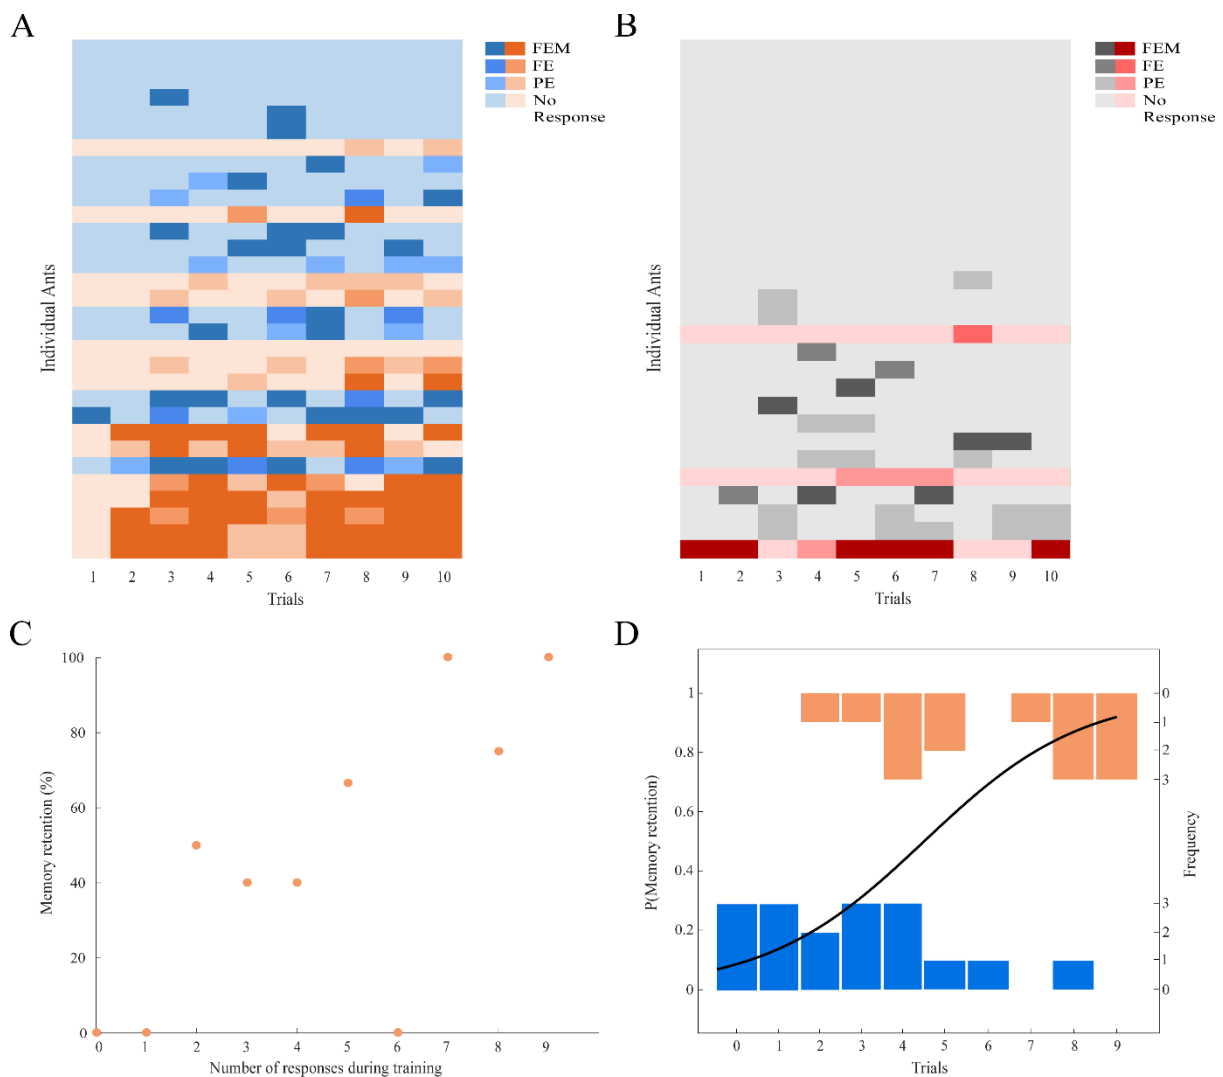 A
FEM
FE
PE
No
Response
Individual Ants
1 2 3 4 5 6 7 8 9 10
Trials
B
FEM
FE
PE
No
Response
Individual Ants
1 2 3 4 5 6 7 8 9 10
Trials
C
100
80
60
40
20
0
Memory retention (%)
0 1 2 3 4 5 6 7 8 9
Number of responses during training
D
1
0.8
0.6
0.4
0.2
0
P(Memory retention)
0
1
2
3
3
2
1
0
Frequency
0 1 2 3 4 5 6 7 8 9
Trials